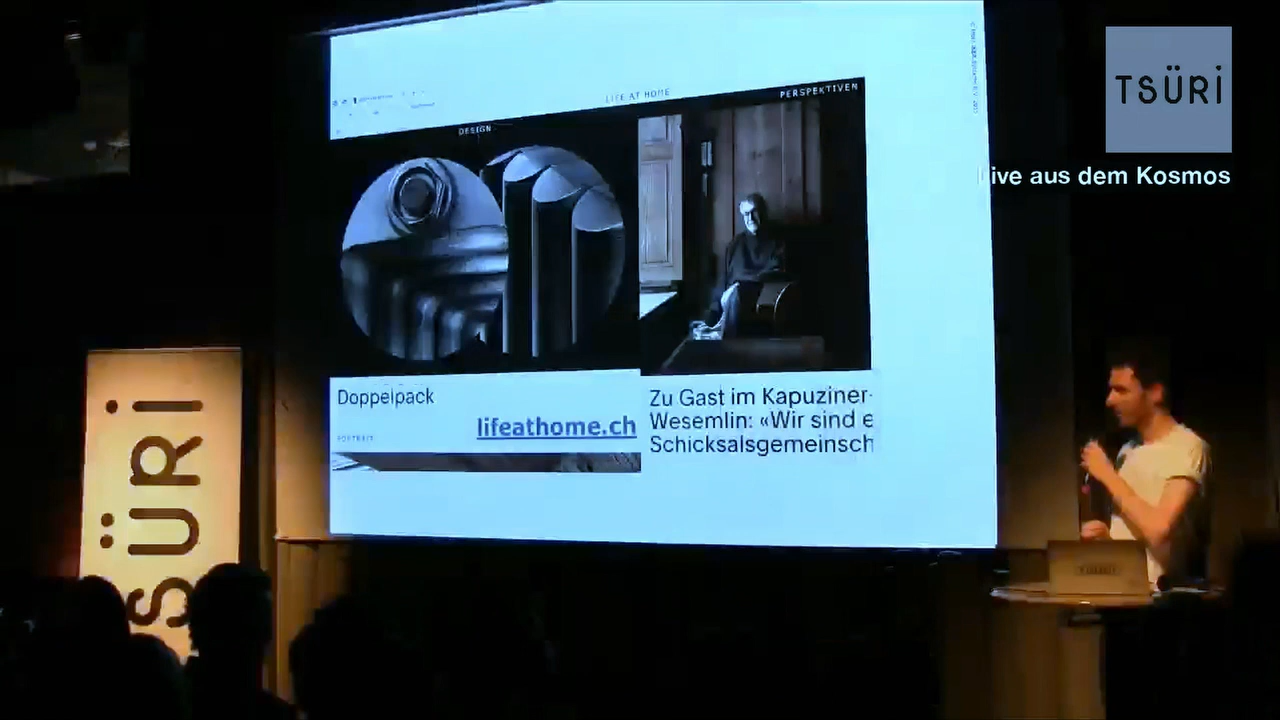 TSÜRi
Live aus dem Kosmos
LIFE AT HOME
PERSPEKTIVEN
DESIGN
Doppelpack
lifeathome.ch
PORTRAIT
Zu Gast im Kapuziner-
Wesemlin: «Wir sind e
Schicksalsgemeinsch
SÜRi